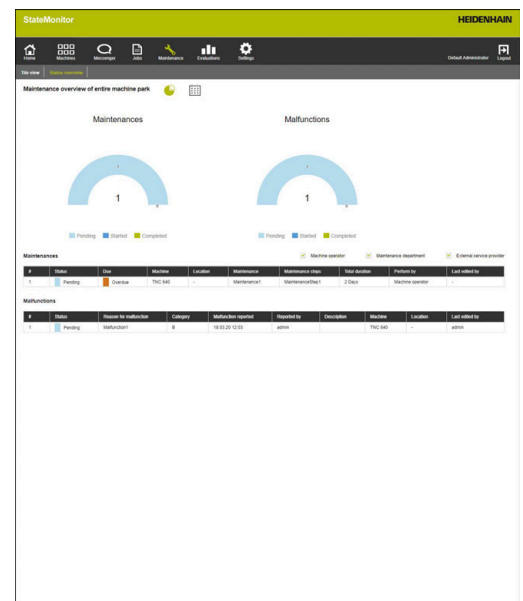 StateMonitor HEIDENHAIN
Home Machines Messenger Jobs Maintenance Evaluations Settings Default Administrator Logout
Tile view Status overview
Maintenance overview of entire machine park
Maintenances Malfunctions
1 1
1 1
0 0
Pending Started Completed Pending Started Completed
Maintenances Machine operator Maintenance department External service provider
# Status Due Machine Location Maintenance Maintenance steps Total duration Perform by Last edited by
1 Pending Overdue TNC 640 - Maintenance1 MaintenanceStep1 2 Days Machine operator -
Malfunctions
# Status Reason for malfunction Category Malfunction reported Reported by Description Machine Location Last edited by
1 Pending Malfunction1 B 18.03.20 12:03 admin TNC 640 - admin